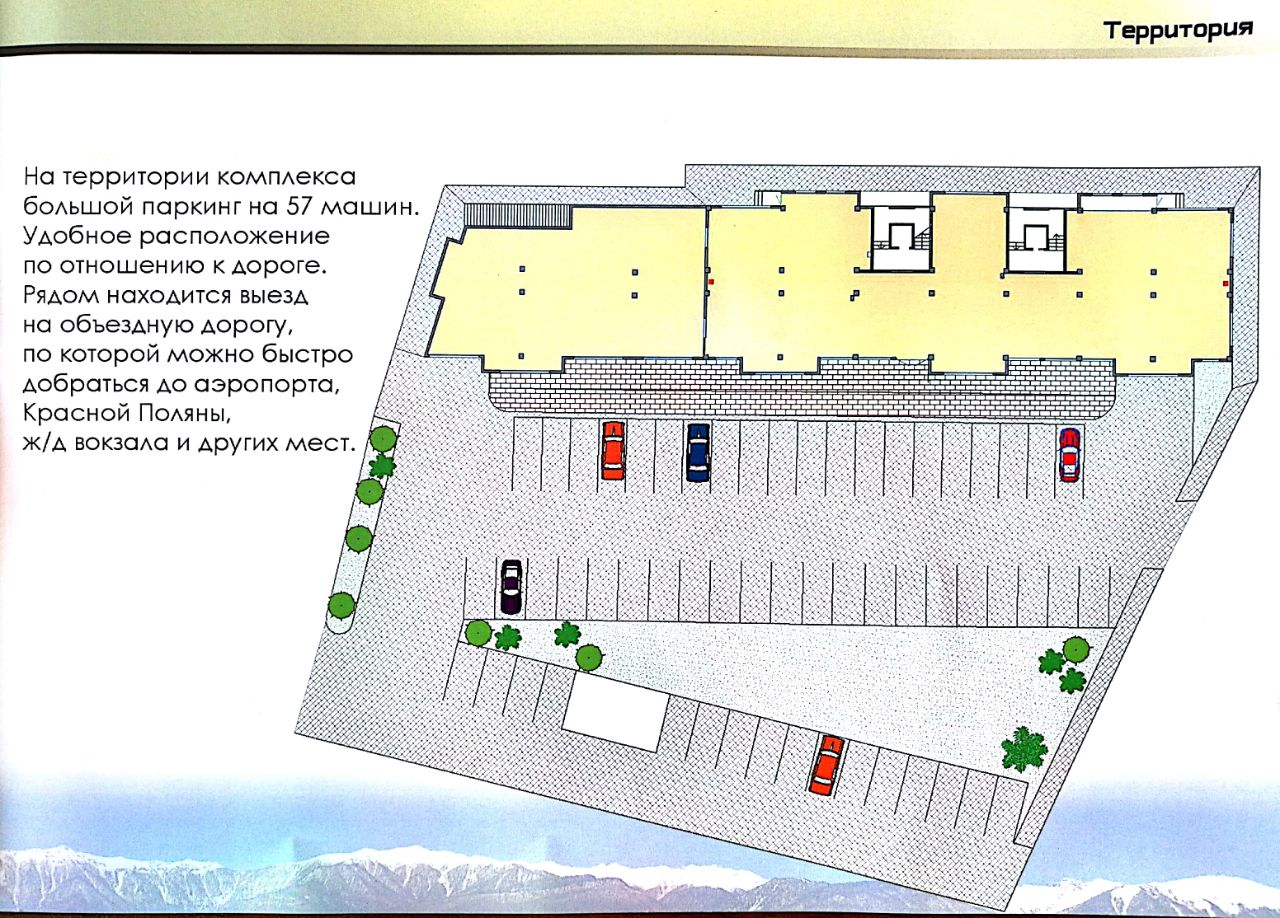 Территория
На территории комплекса
большой паркинг на 57 машин.
Удобное расположение
по отношению к дороге.
Рядом находится выезд
на объездную дорогу,
по которой можно быстро
добраться до аэропорта,
Красной Поляны,
ж/д вокзала и других мест.